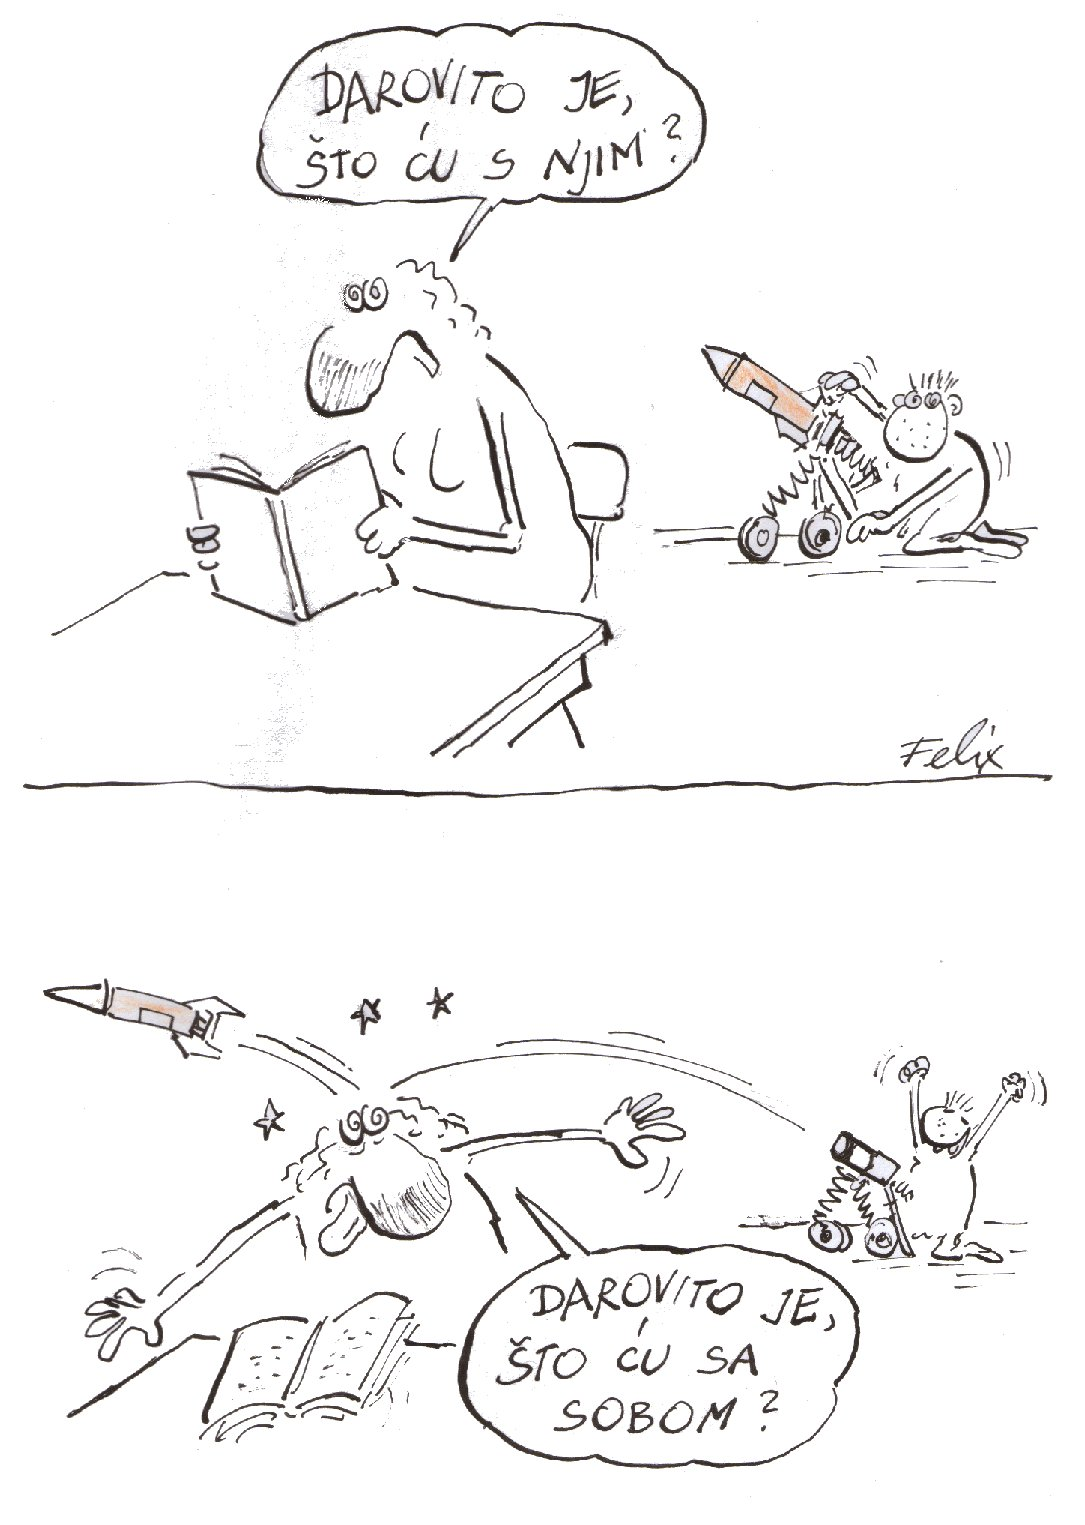 DAROVITO JE,
ŠTO ĆU S NJIM?
Felix
DAROVITO JE,
ŠTO ĆU SA
SOBOM?